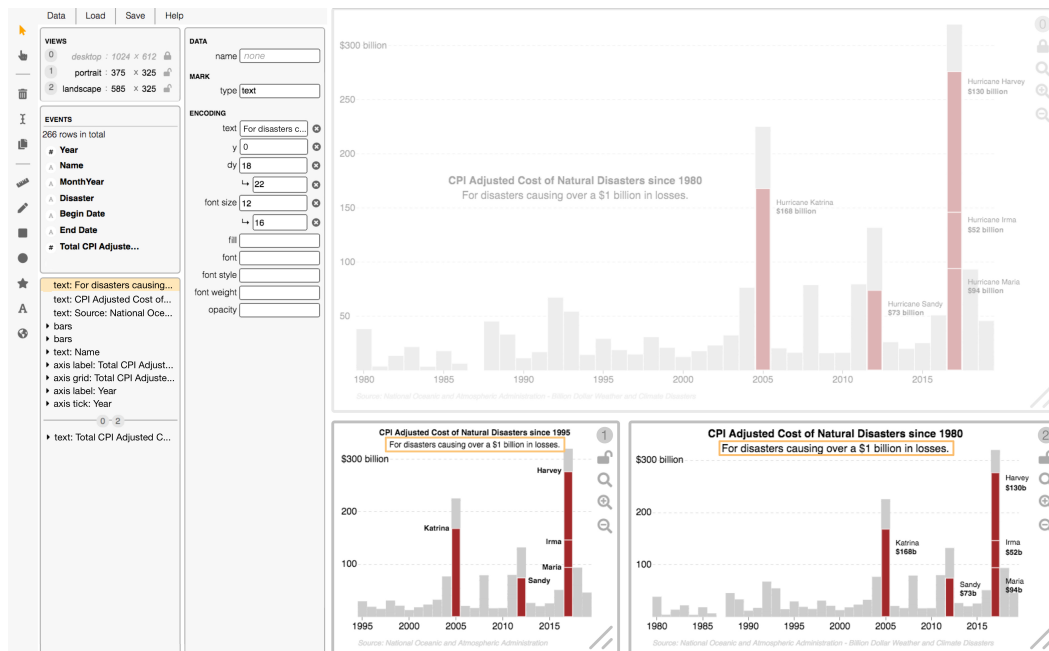 Data Load Save Help
VIEWS
0 desktop : 1024 x 612
1 portrait : 375 x 325
2 landscape : 585 x 325
EVENTS
266 rows in total
# Year
A Name
A MonthYear
A Disaster
A Begin Date
A End Date
# Total CPI Adjuste...
text: For disasters causing...
text: CPI Adjusted Cost of...
text: Source: National Oce...
bars
bars
text: Name
axis label: Total CPI Adjust...
axis grid: Total CPI Adjuste...
axis label: Year
axis tick: Year
0 - 2
text: Total CPI Adjusted C...
A
DATA
name none
MARK
type text
ENCODING
text For disasters c...
y 0
dy 18
22
font size 12
16
fill
font
font style
font weight
opacity
0
$300 billion
250
200
150
100
50
CPI Adjusted Cost of Natural Disasters since 1980
For disasters causing over a $1 billion in losses.
Hurricane Harvey
$130 billion
Hurricane Katrina
$168 billion
Hurricane Irma
$52 billion
Hurricane Maria
$94 billion
Hurricane Sandy
$73 billion
1980 1985 1990 1995 2000 2005 2010 2015
Source: National Oceanic and Atmospheric Administration - Billion Dollar Weather and Climate Disasters
CPI Adjusted Cost of Natural Disasters since 1995
For disasters causing over a $1 billion in losses.
1
$300 billion
200
100
Harvey
Katrina
Irma
Maria
Sandy
1995 2000 2005 2010 2015
Source: National Oceanic and Atmospheric Administration
CPI Adjusted Cost of Natural Disasters since 1980
For disasters causing over a $1 billion in losses.
2
$300 billion
200
100
Harvey
$130b
Katrina
$168b
Irma
$52b
Sandy
$73b
Maria
$94b
1980 1985 1990 1995 2000 2005 2010 2015
Source: National Oceanic and Atmospheric Administration - Billion Dollar Weather and Climate Disasters